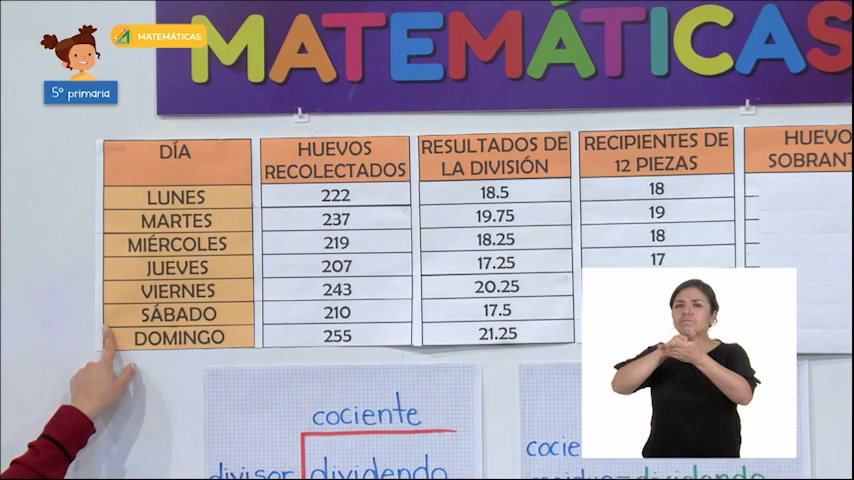 MATEMÁTICAS
5º primaria
MATEMÁTICAS
DÍA HUEVOS RECOLECTADOS RESULTADOS DE LA DIVISIÓN RECIPIENTES DE 12 PIEZAS
LUNES 222 18.5 18
MARTES 237 19.75 19
MIÉRCOLES 219 18.25 18
JUEVES 207 17.25 17
VIERNES 243 20.25
SÁBADO 210 17.5
DOMINGO 255 21.25
cociente
divisor dividendo